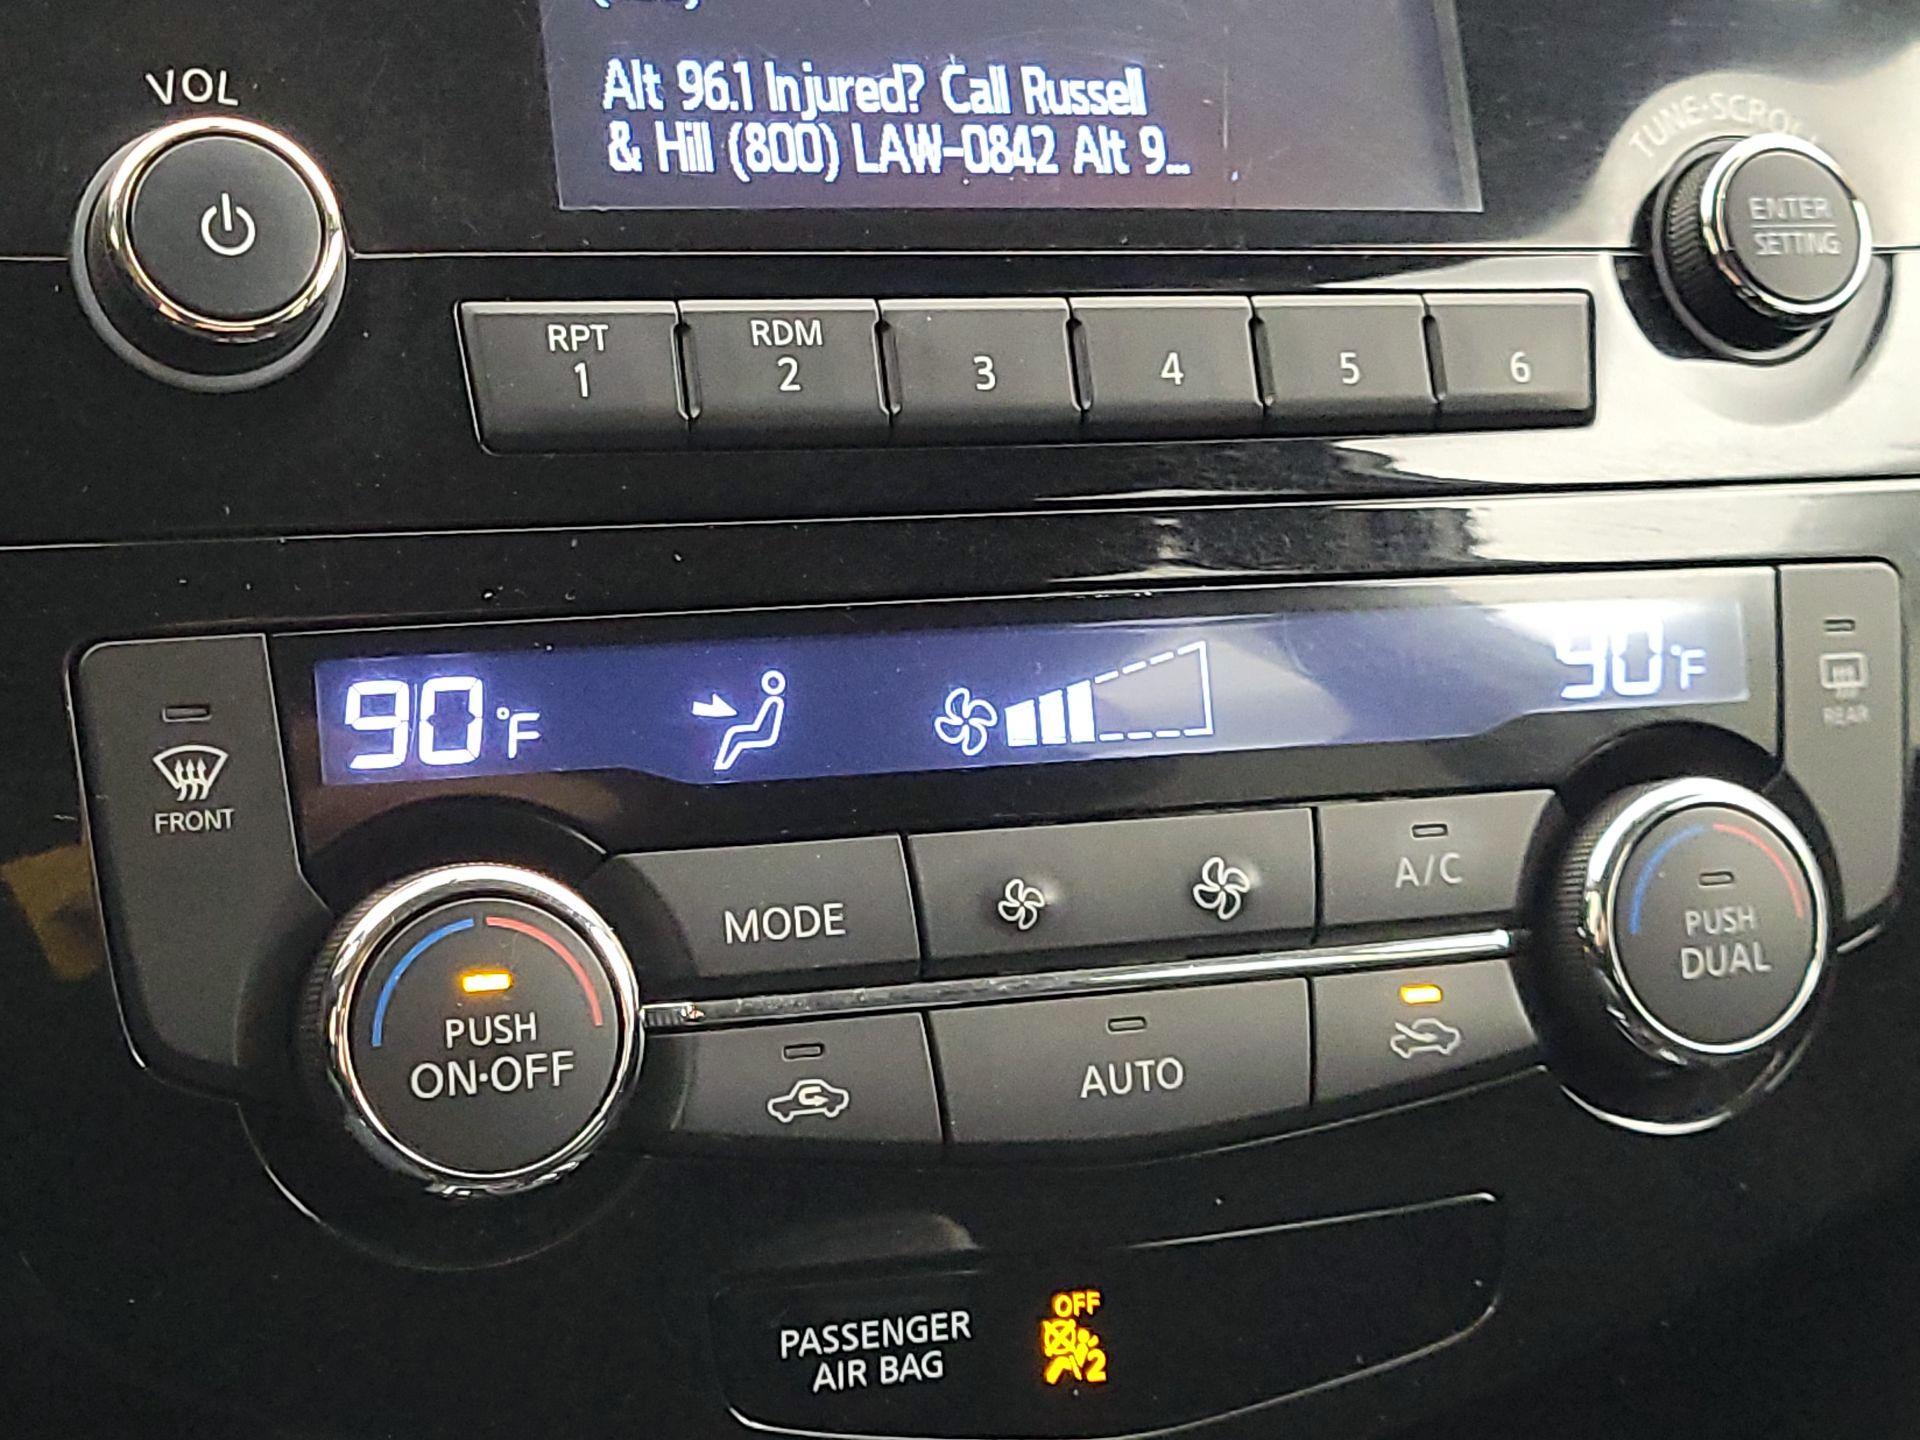 VOL
Alt 96.1 Injured? Call Russell
& Hill (800) LAW-0842 Alt 9...
TUNE·SCROLL
ENTER
SETTING
RPT
1
RDM
2
3
4
5
6
90°F
90°F
FRONT
REAR
MODE
A/C
PUSH
ON·OFF
PUSH
DUAL
AUTO
PASSENGER
AIR BAG
OFF
2